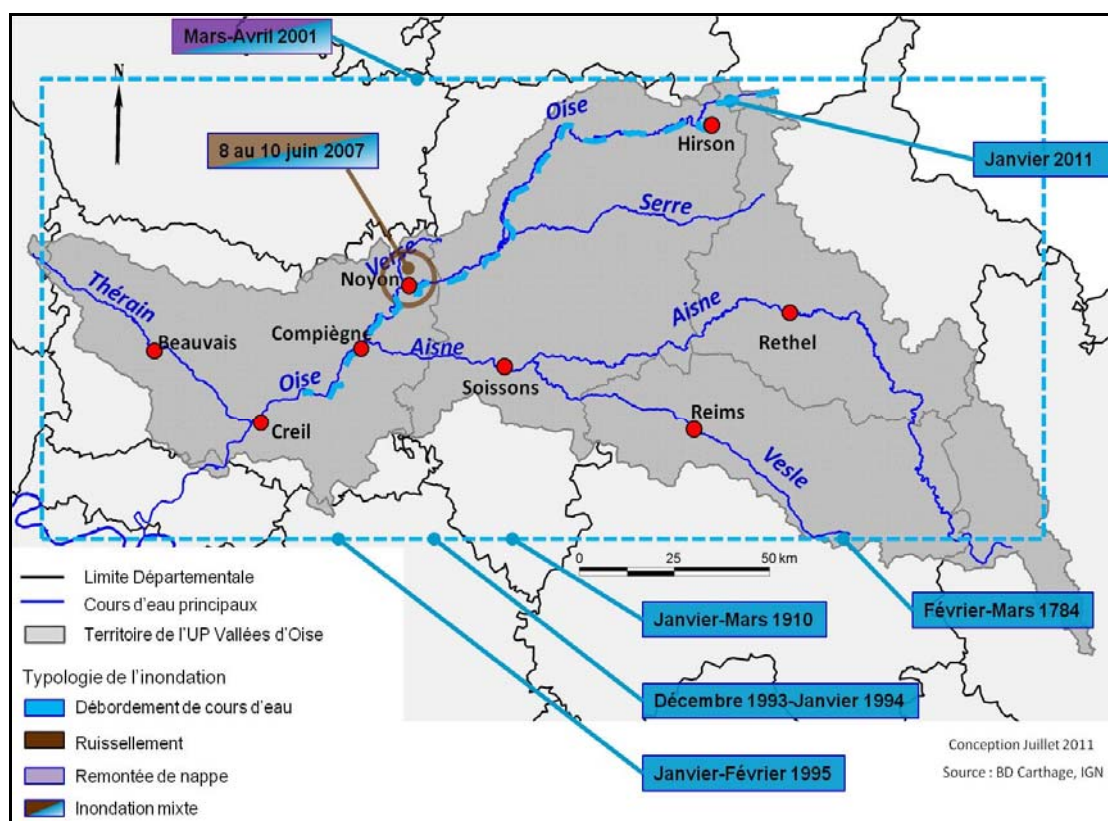 Mars-Avril 2001
N
Oise
8 au 10 juin 2007
Hirson
Janvier 2011
Serre
Verse
Noyon
Thérain
Aisne
Compiègne
Beauvais
Rethel
Aisne
Oise
Soissons
Reims
Creil
Vesle
0 25 50 km
Limite Départementale
Cours d'eau principaux
Territoire de l'UP Vallées d'Oise
Janvier-Mars 1910
Février-Mars 1784
Typologie de l'inondation
Débordement de cours d'eau
Décembre 1993-Janvier 1994
Ruissellement
Conception Juillet 2011
Remontée de nappe
Janvier-Février 1995
Source : BD Carthage, IGN
Inondation mixte